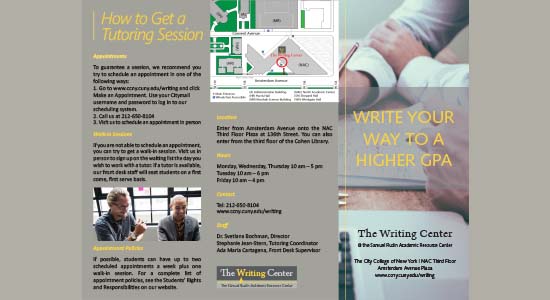 How to Get a
Tutoring Session
Appointments
To guarantee a session, we recommend you
try to schedule an appointment in one of the
following ways:
1. Go to www.ccny.cuny.edu/writing and click
Make an Appointment. Use your Citymail
username and password to log in to our
scheduling system.
2. Call us at 212-650-8104
3. Visit us to schedule an appointment in person
Walk-in Sessions
If you are not able to schedule an appointment,
you can try to get a walk-in session. Visit us in
person to sign up on the waiting list the day you
wish to work with a tutor. If a tutor is available,
our front desk staff will seat students on a first
come, first serve basis.
Appointment Policies
If possible, students can have up to two
scheduled appointments a week plus one
walk-in session. For a complete list of
appointment policies, see the Students' Rights
and Responsibilities on our website.
(MR)
(MR)
Convent Avenue
The Writing Center
(NAC)
Amsterdam Avenue
Location
Enter from Amsterdam Avenue onto the NAC
Third Floor Plaza at 136th Street. You can also
enter from the third floor of the Cohen Library.
Hours
Monday, Wednesday, Thursday 10 am – 5 pm
Tuesday 10 am – 6 pm
Friday 10 am – 4 pm
Contact
Tel: 212-650-8104
www.ccny.cuny.edu/writing
Staff
Dr. Svetlana Bochman, Director
Stephanie Jean-Stern, Tutoring Coordinator
Ada Maria Cartagena, Front Desk Supervisor
The Writing Center
@ the Samuel Rudin Academic Resource Center
WRITE YOUR
WAY TO A
HIGHER GPA
The Writing Center
@ the Samuel Rudin Academic Resource Center
The City College of New York | NAC Third Floor
Amsterdam Avenue Plaza
www.ccny.cuny.edu/writing